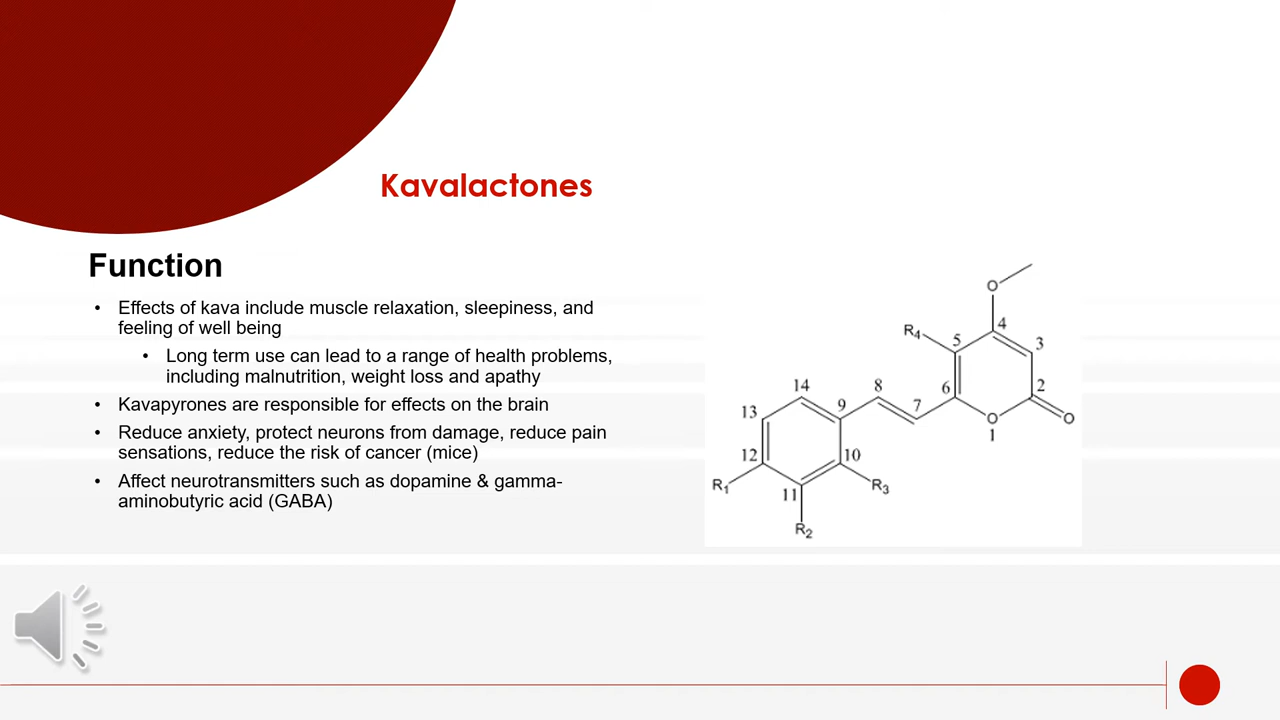 Kavalactones
Function
• Effects of kava include muscle relaxation, sleepiness, and
feeling of well being
• Long term use can lead to a range of health problems,
including malnutrition, weight loss and apathy
• Kavapyrones are responsible for effects on the brain
• Reduce anxiety, protect neurons from damage, reduce pain
sensations, reduce the risk of cancer (mice)
• Affect neurotransmitters such as dopamine & gamma-
aminobutyric acid (GABA)
O
4
R4
5
3
14
8
6
2
13
9
7
O
O
1
12
10
R1
11
R3
R2